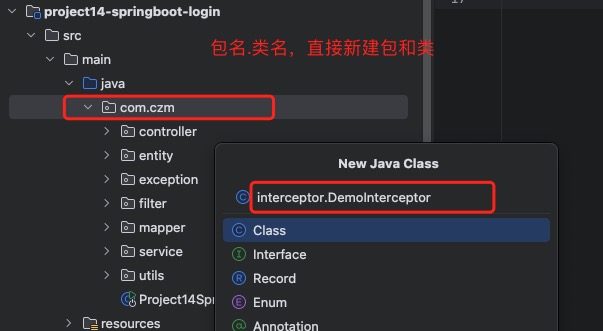 project14-springboot-login
17
src
包名.类名，直接新建包和类
main
java
com.czm
controller
New Java Class
entity
exception
interceptor.DemoInterceptor
filter
mapper
Class
service
Interface
utils
Record
Project14Spr
Enum
resources
Annotation